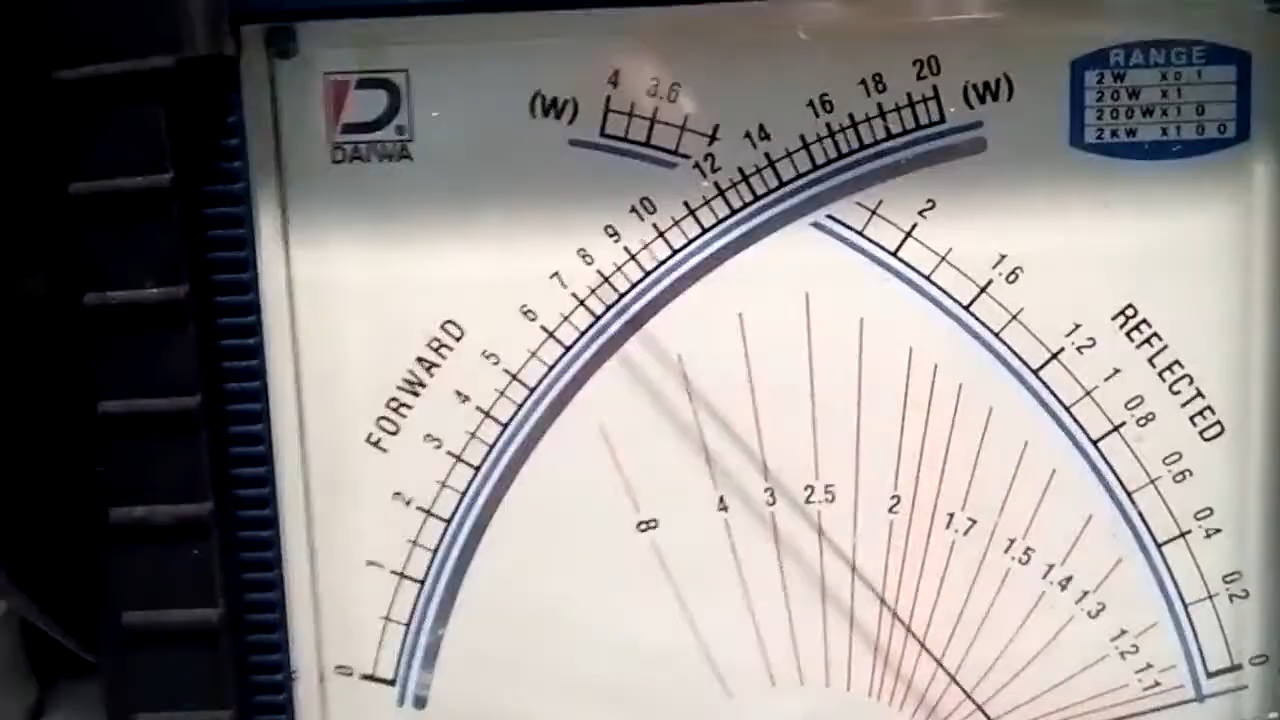 D.
DAIWA
(W) 4 3.6
(W)
RANGE
2W X0.1
20W X1
200W X10
2KW X100
FORWARD
0 1 2 3 4 5 6 7 8 9 10 12 14 16 18 20
REFLECTED
2 1.6 1.2 1 0.8 0.6 0.4 0.2 0
∞ 4 3 2.5 2 1.7 1.5 1.4 1.3 1.2 1.1